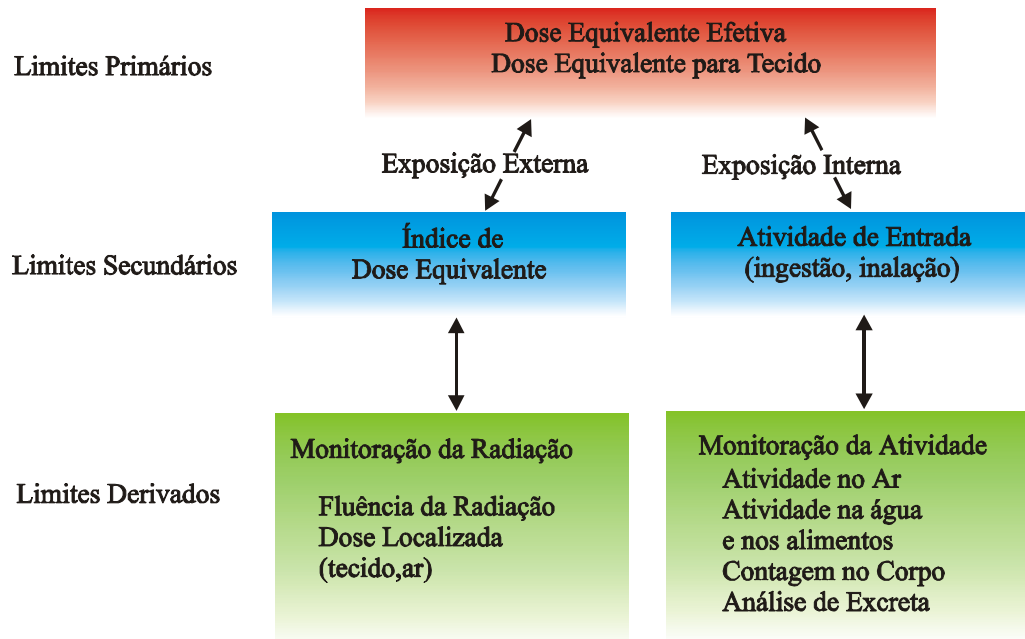 Limites Primários
Dose Equivalente Efetiva
Dose Equivalente para Tecido
Exposição Externa
Exposição Interna
Limites Secundários
Índice de
Dose Equivalente
Atividade de Entrada
(ingestão, inalação)
Limites Derivados
Monitoração da Radiação
Fluência da Radiação
Dose Localizada
(tecido,ar)
Monitoração da Atividade
Atividade no Ar
Atividade na água
e nos alimentos
Contagem no Corpo
Análise de Excreta